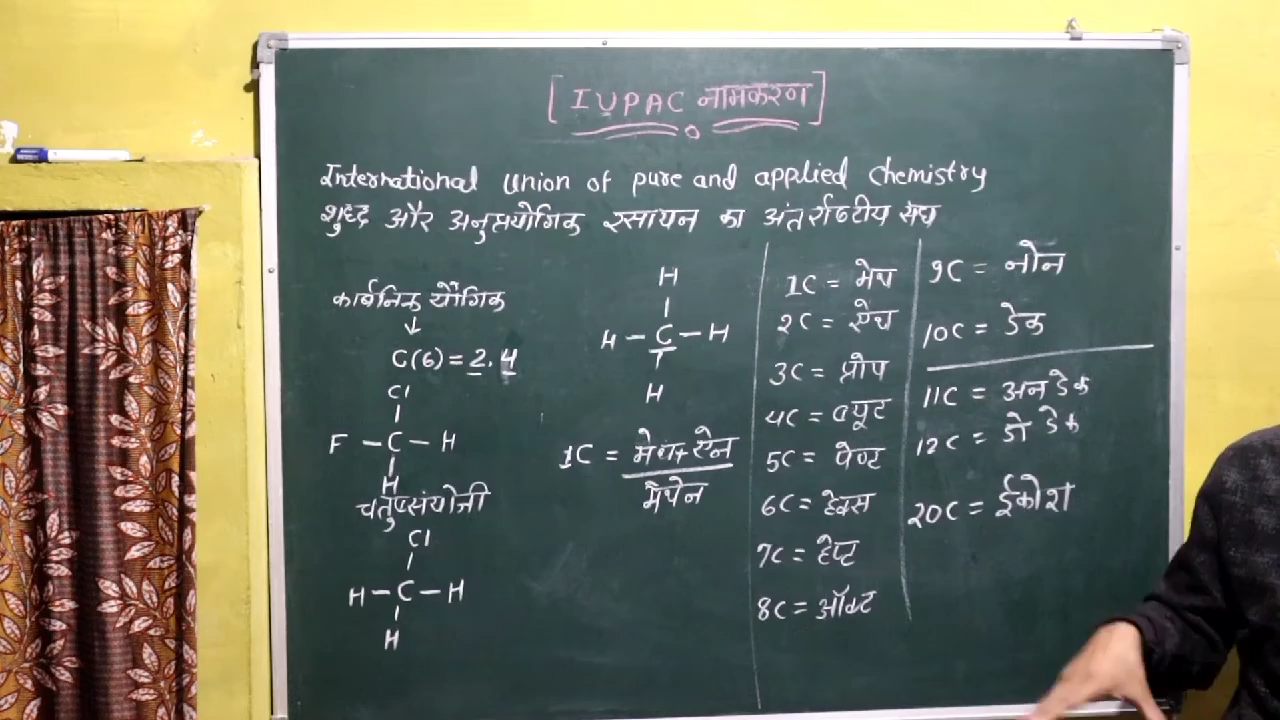 [IUPAC नामकरण]
International union of pure and applied chemistry
शुद्ध और अनुप्रयोगिक रसायन का अंतर्राष्टीय संघ
कार्बनिक यौगिक
↓
C(6) = 2.4
Cl
F – C – H
H
चतुष्संयोजी
Cl
H – C – H
H
H
H – C – H
H
1C = मेथ+ऐन
मेथेन
1C = मेथ
2C = ऐथ
3C = प्रोप
4C = ब्यूट
5C = पेण्ट
6C = हेक्स
7C = हेप्ट
8C = ऑक्ट
9C = नोन
10C = डेक
11C = अनडेक
12C = डो डेक
20C = ईकोश